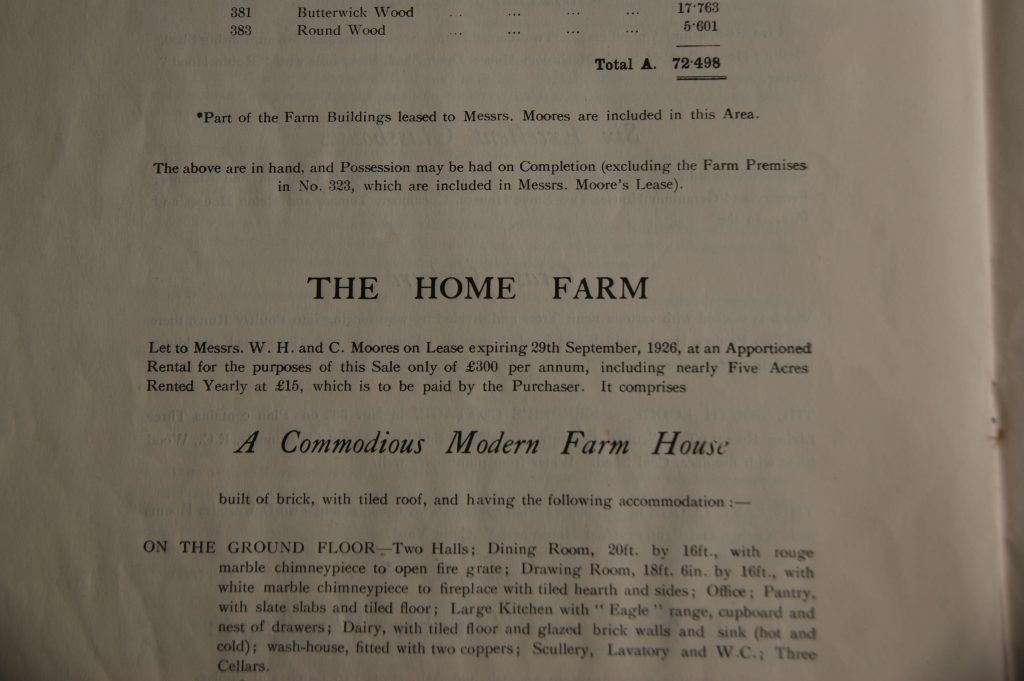 381 Butterwick Wood ... ... ... ... 17·763
383 Round Wood ... ... ... ... 5·601
Total A. 72·498
*Part of the Farm Buildings leased to Messrs. Moores are included in this Area.
The above are in hand, and Possession may be had on Completion (excluding the Farm Premises
in No. 323, which are included in Messrs. Moore's Lease).
THE HOME FARM
Let to Messrs. W. H. and C. Moores on Lease expiring 29th September, 1926, at an Apportioned
Rental for the purposes of this Sale only of £300 per annum, including nearly Five Acres
Rented Yearly at £15, which is to be paid by the Purchaser. It comprises
A Commodious Modern Farm House
built of brick, with tiled roof, and having the following accommodation :—
ON THE GROUND FLOOR—Two Halls; Dining Room, 20ft. by 16ft., with rouge
marble chimneypiece to open fire grate; Drawing Room, 18ft. 6in. by 16ft., with
white marble chimneypiece to fireplace with tiled hearth and sides; Office; Pantry,
with slate slabs and tiled floor; Large Kitchen with "Eagle" range, cupboard and
nest of drawers; Dairy, with tiled floor and glazed brick walls and sink (hot and
cold); wash-house, fitted with two coppers; Scullery, Lavatory and W.C.; Three
Cellars.